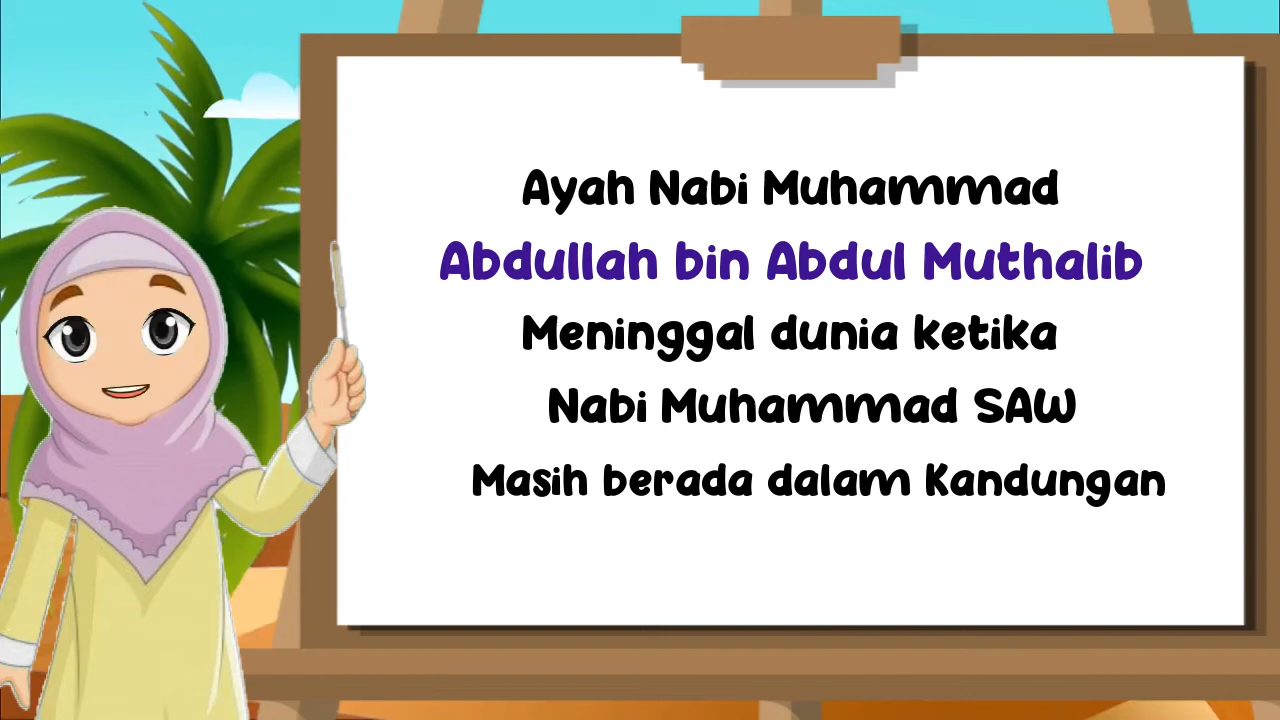 Ayah Nabi Muhammad
Abdullah bin Abdul Muthalib
Meninggal dunia ketika
Nabi Muhammad SAW
Masih berada dalam Kandungan